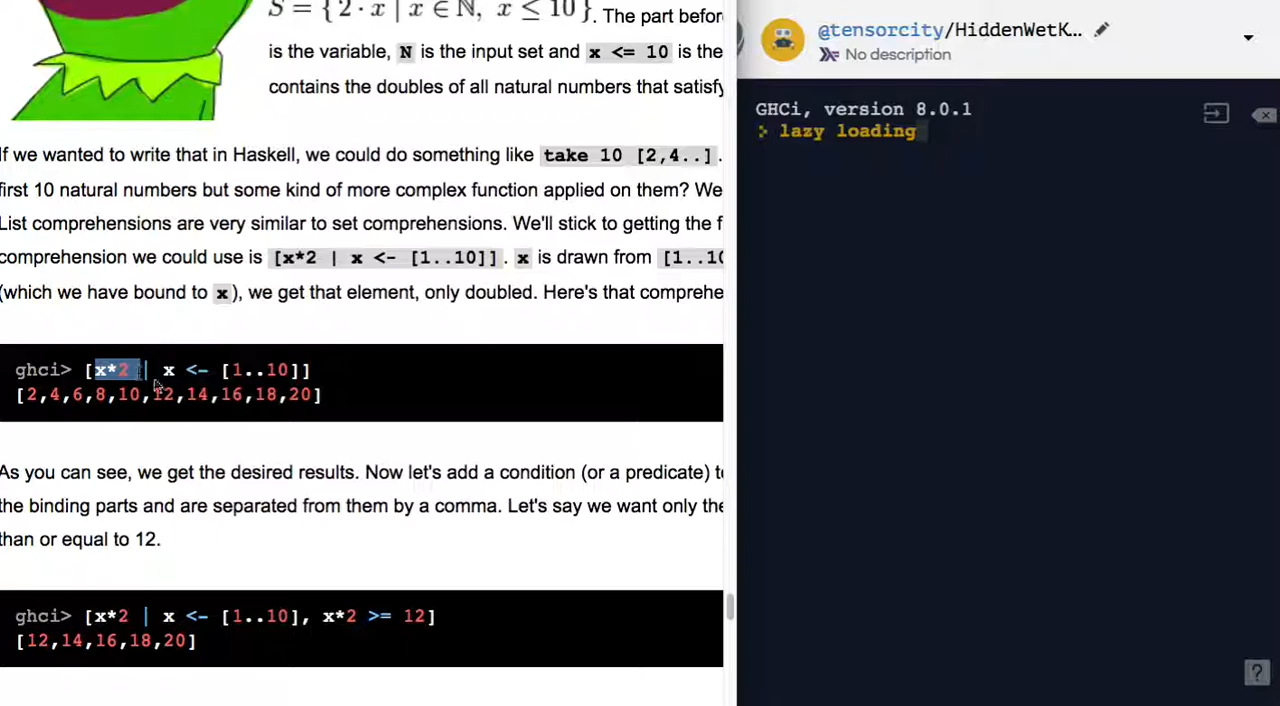 S = { 2 · x | x ∈ ℕ, x ≤ 10 }. The part before
is the variable, N is the input set and x <= 10 is the
contains the doubles of all natural numbers that satisfy
If we wanted to write that in Haskell, we could do something like take 10 [2,4..].
first 10 natural numbers but some kind of more complex function applied on them? We
List comprehensions are very similar to set comprehensions. We'll stick to getting the f
comprehension we could use is [x*2 | x <- [1..10]]. x is drawn from [1..10
(which we have bound to x), we get that element, only doubled. Here's that comprehe
ghci> [x*2 | x <- [1..10]]
[2,4,6,8,10,12,14,16,18,20]
As you can see, we get the desired results. Now let's add a condition (or a predicate) to
the binding parts and are separated from them by a comma. Let's say we want only the
than or equal to 12.
ghci> [x*2 | x <- [1..10], x*2 >= 12]
[12,14,16,18,20]
@tensorcity/HiddenWetK...
No description
GHCi, version 8.0.1
> lazy loading
?